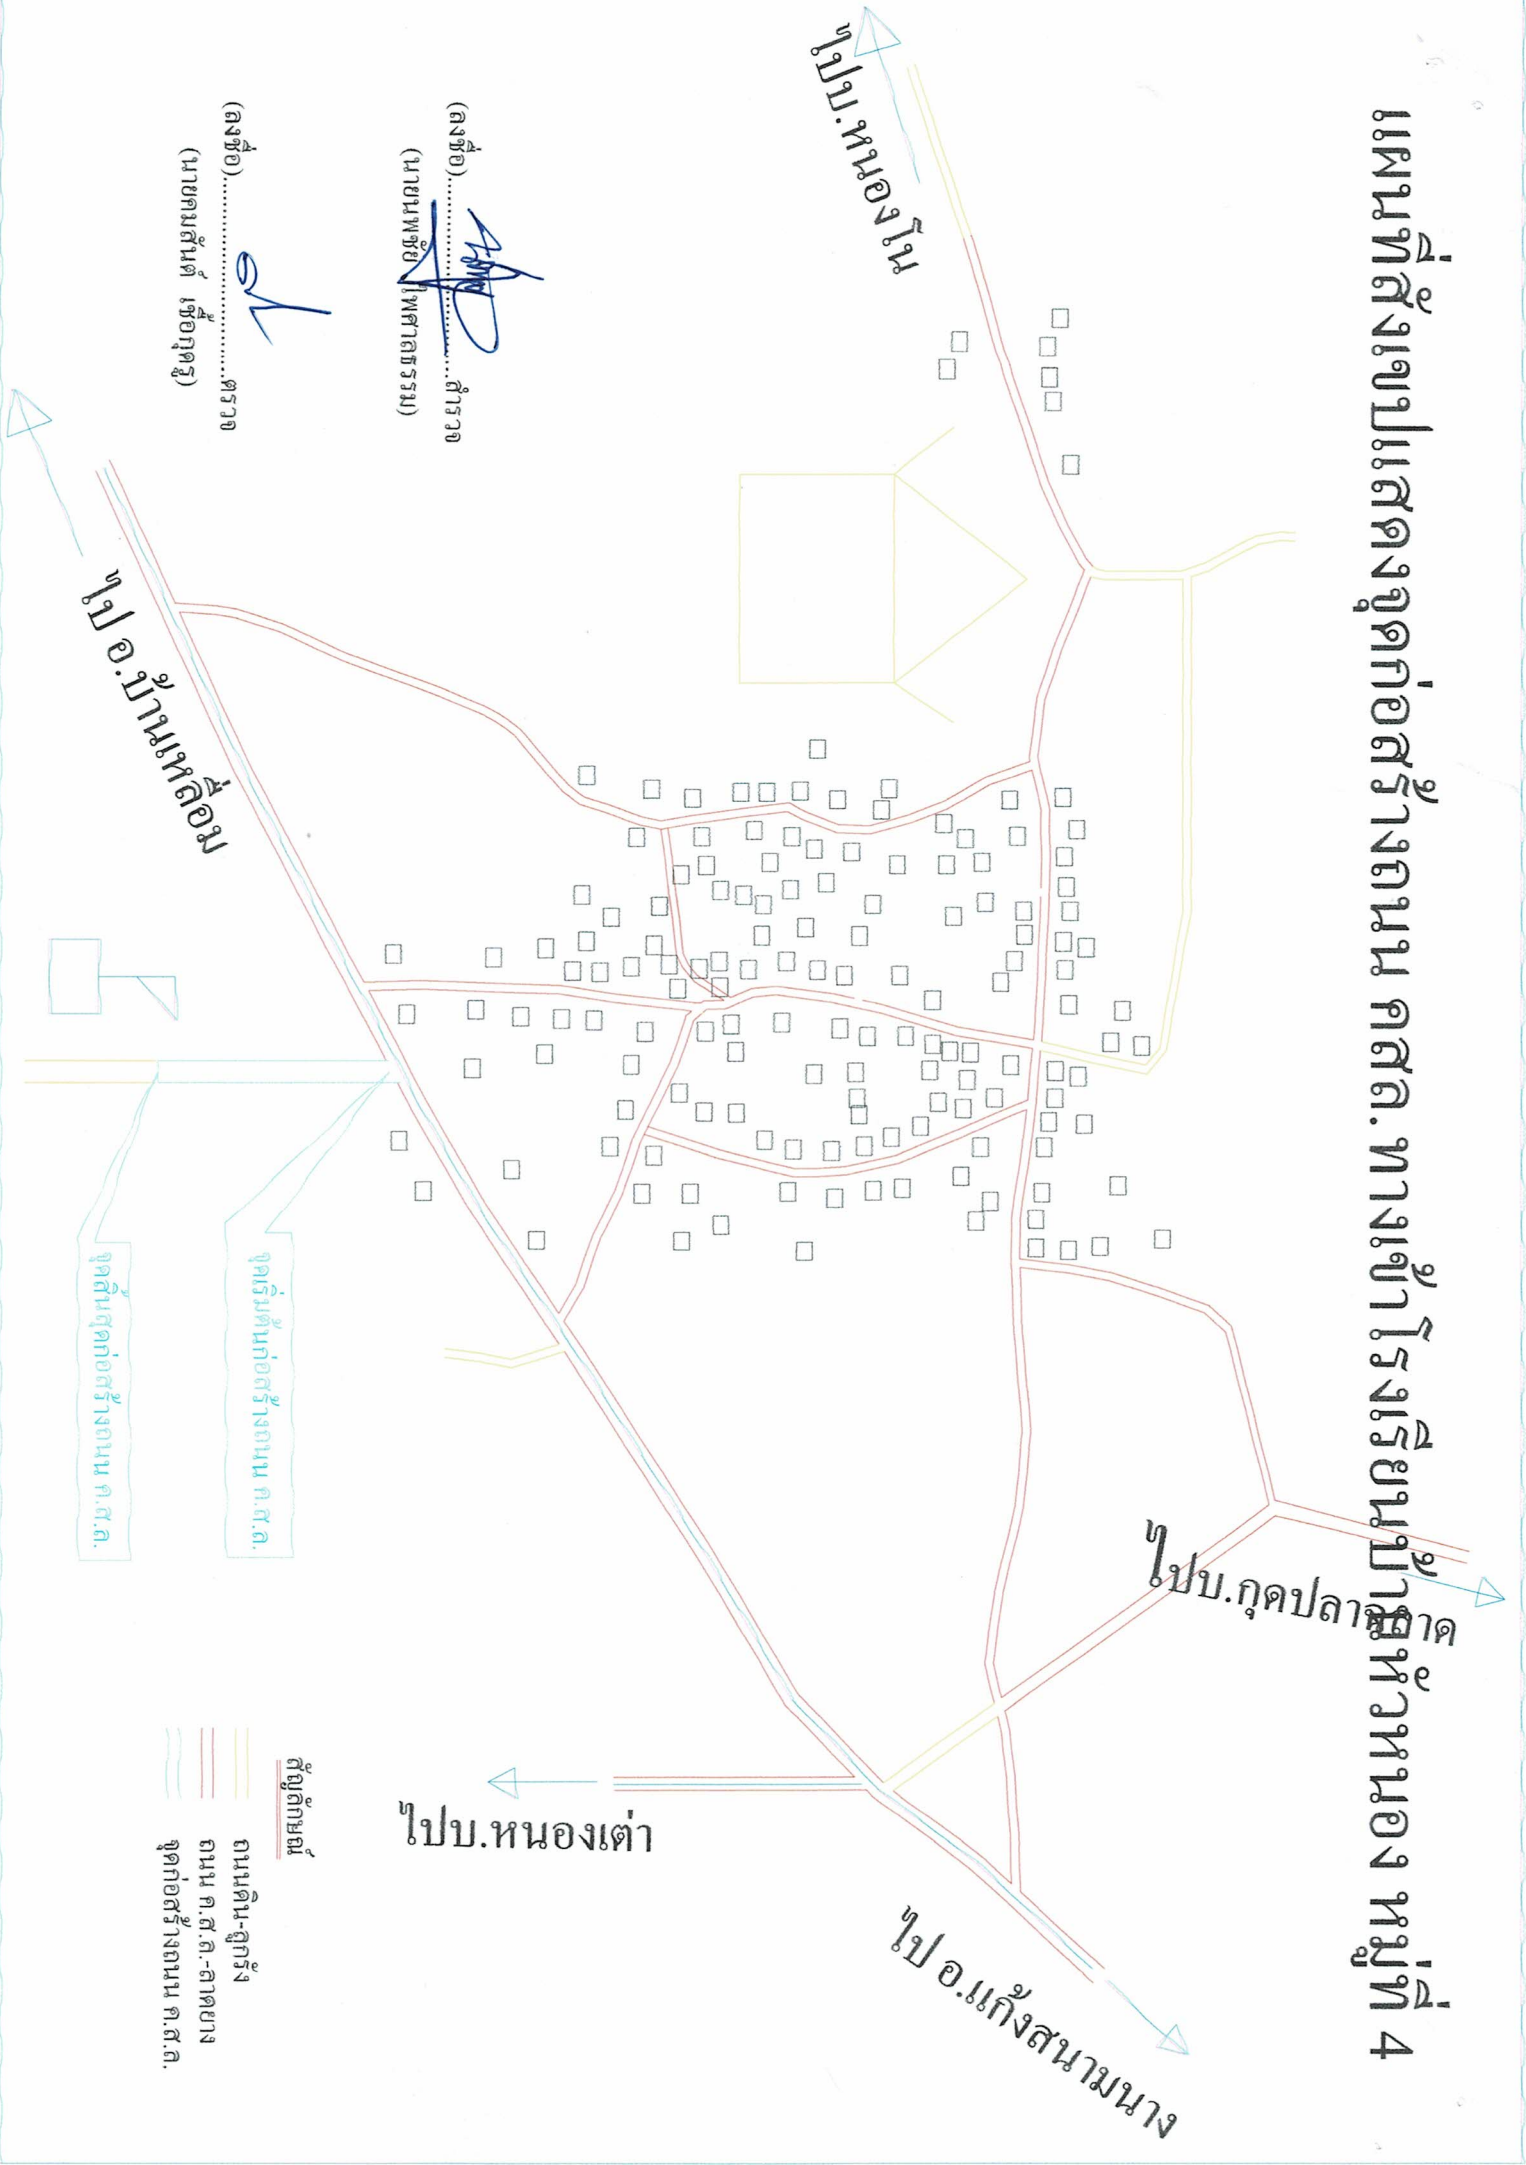 แผนที่สังเขปแสดงจุดก่อสร้างถนน คสล. ทางเข้าโรงเรียนบ้านหัวหนอง หมู่ที่ 4
ไปบ.หนองโน
ไปบ.กุดปลาฉลาด
(ลงชื่อ)..........................สำรวจ
(นายนพชัย ไพศาลธรรม)
(ลงชื่อ)..........................ตรวจ
(นายคมสันต์ เชื้อกุดรู)
ไป อ.บ้านเหลื่อม
ไป อ.แก้งสนามนาง
ไปบ.หนองเต่า
จุดเริ่มต้นก่อสร้างถนน ค.ส.ล.
จุดสิ้นสุดก่อสร้างถนน ค.ส.ล.
สัญลักษณ์
ถนนดิน-ลูกรัง
ถนน ค.ส.ล.-ลาดยาง
จุดก่อสร้างถนน ค.ส.ล.